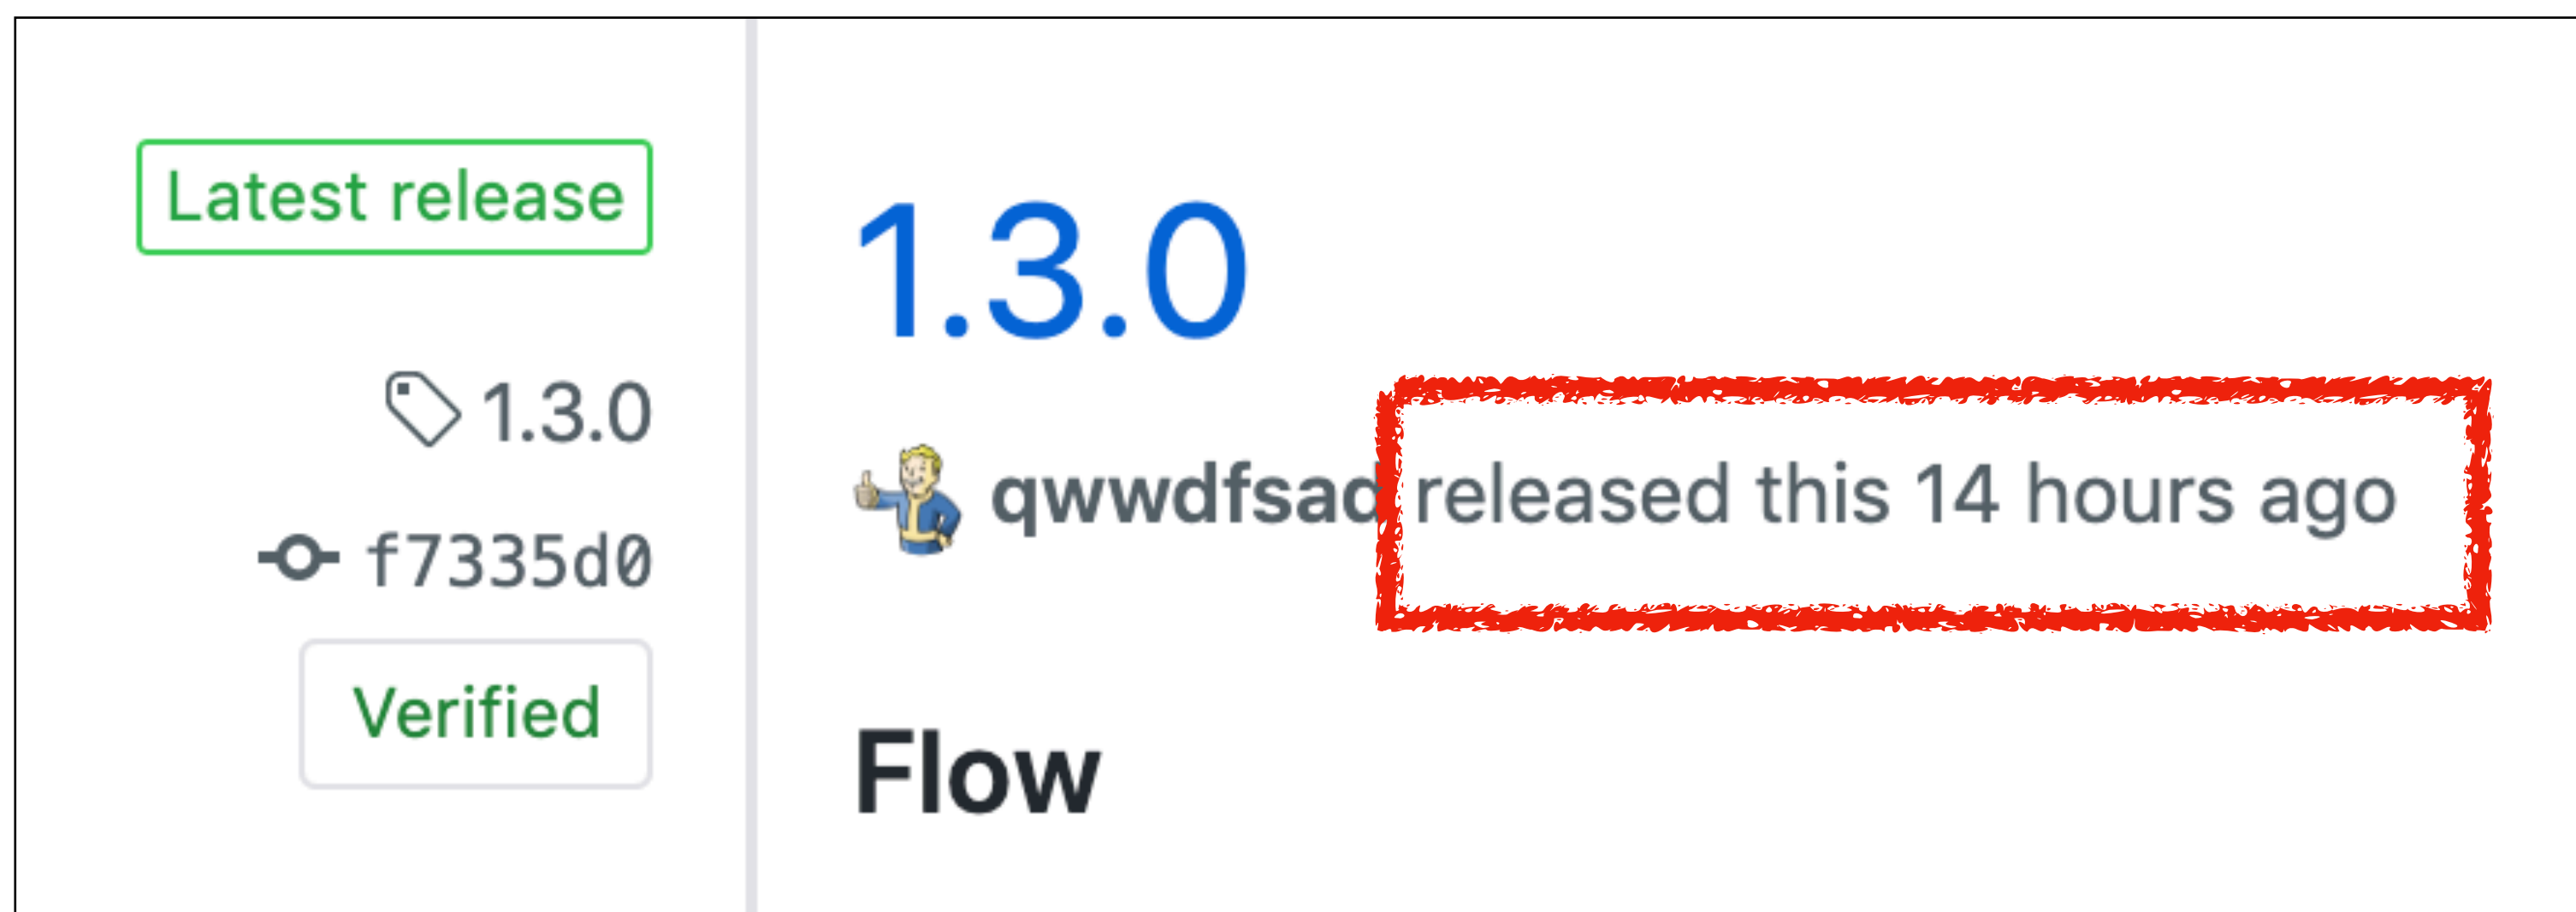 Latest release
1.3.0
f7335d0
Verified
1.3.0
qwwdfsad released this 14 hours ago
Flow